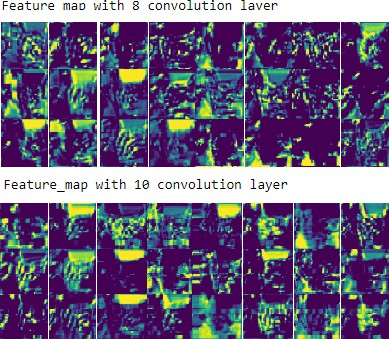 Feature map with 8 convolution layer
Feature_map with 10 convolution layer